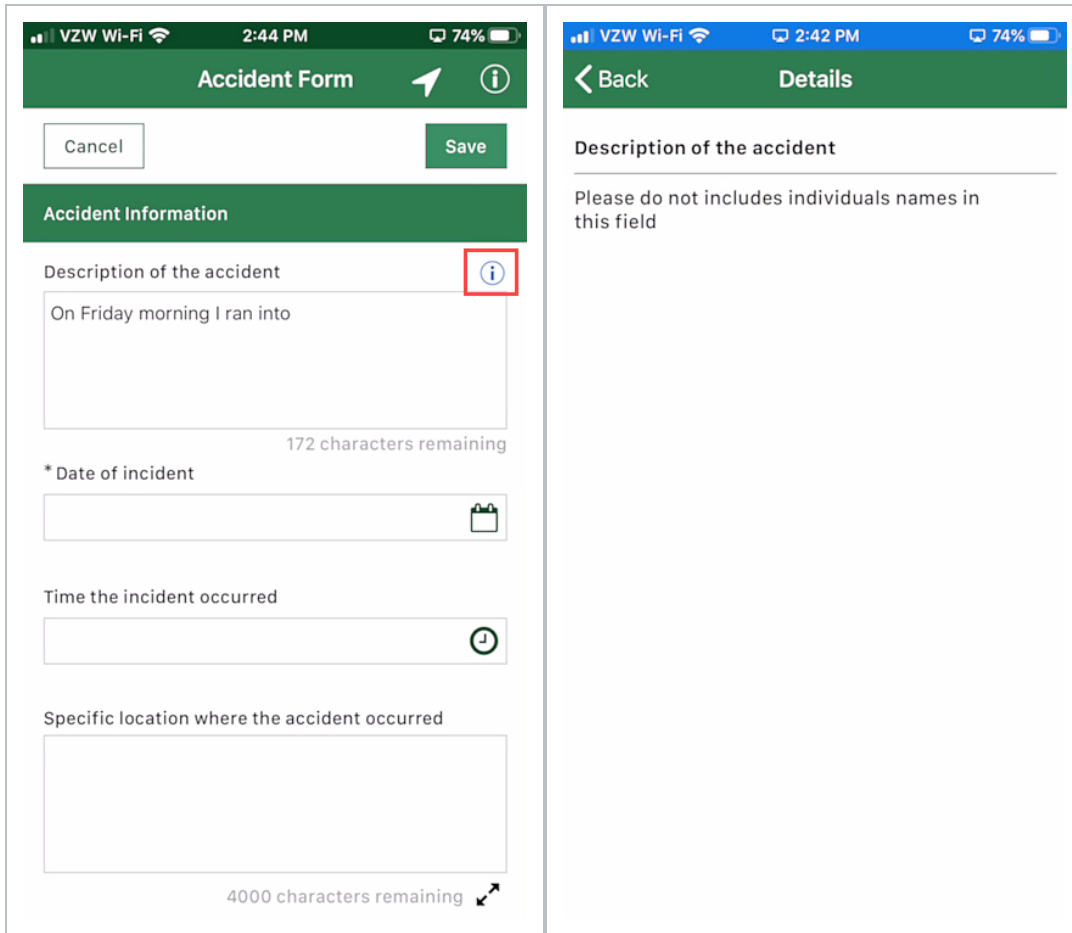 VZW Wi-Fi 2:44 PM 74%
Accident Form
Cancel Save
Accident Information
Description of the accident
On Friday morning I ran into
172 characters remaining
* Date of incident
Time the incident occurred
Specific location where the accident occurred
4000 characters remaining
VZW Wi-Fi 2:42 PM 74%
Back Details
Description of the accident
Please do not includes individuals names in
this field